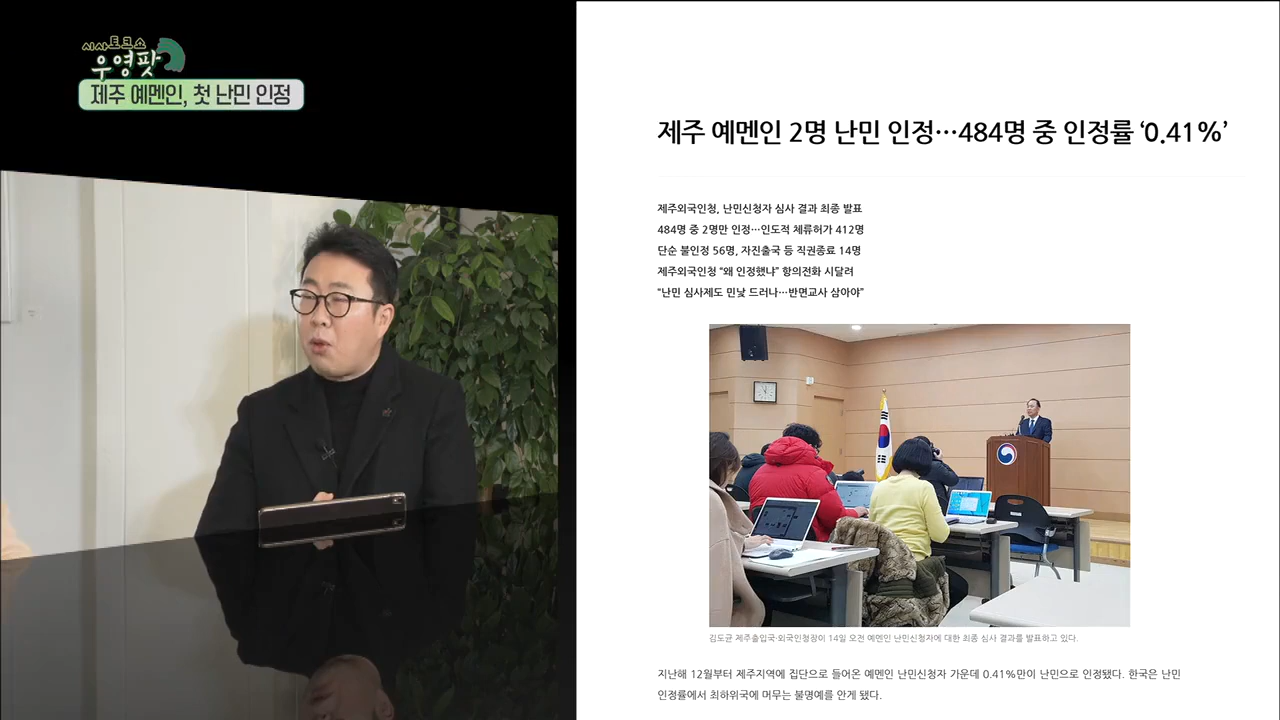 시사토크쇼
우영팟
제주 예멘인, 첫 난민 인정
제주 예멘인 2명 난민 인정…484명 중 인정률 ‘0.41%’
제주외국인청, 난민신청자 심사 결과 최종 발표
484명 중 2명만 인정…인도적 체류허가 412명
단순 불인정 56명, 자진출국 등 직권종료 14명
제주외국인청 “왜 인정했냐” 항의전화 시달려
“난민 심사제도 민낯 드러나…반면교사 삼아야”
김도균 제주출입국·외국인청장이 14일 오전 예멘인 난민신청자에 대한 최종 심사 결과를 발표하고 있다.
지난해 12월부터 제주지역에 집단으로 들어온 예멘인 난민신청자 가운데 0.41%만이 난민으로 인정됐다. 한국은 난민
인정률에서 최하위국에 머무는 불명예를 안게 됐다.